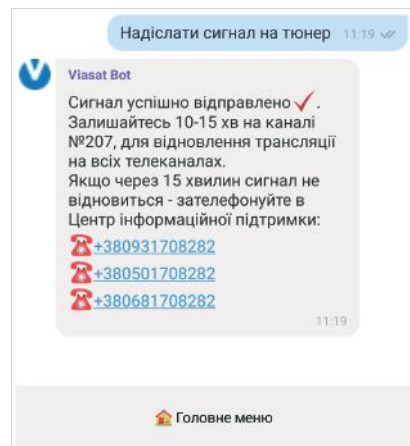 Надіслати сигнал на тюнер 11:19
Viasat Bot
Сигнал успішно відправлено✓.
Залишайтесь 10-15 хв на каналі
№207, для відновлення трансляції
на всіх телеканалах.
Якщо через 15 хвилин сигнал не
відновиться - зателефонуйте в
Центр інформаційної підтримки:
☎+380931708282
☎+380501708282
☎+380681708282
11:19
🏠 Головне меню